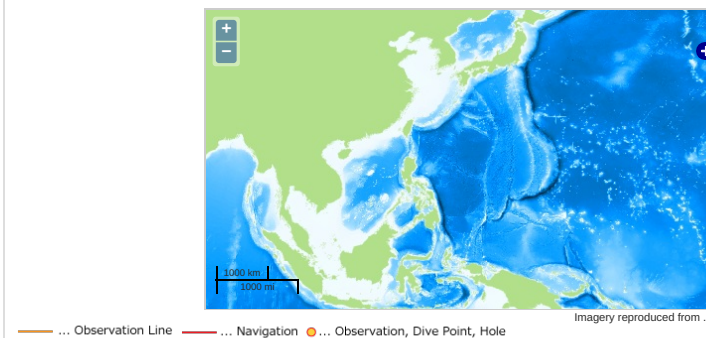 +
−
1000 km
1000 mi
Imagery reproduced from .
... Observation Line ... Navigation ... Observation, Dive Point, Hole